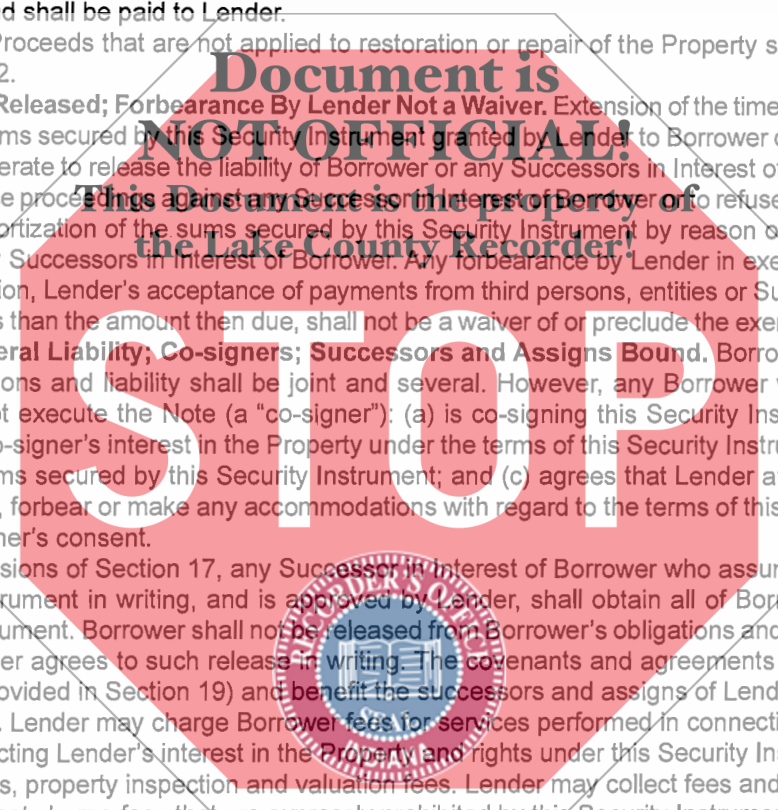 d shall be paid to Lender.
Proceeds that are not applied to restoration or repair of the Property s
2.
Document is
Released; Forbearance By Lender Not a Waiver. Extension of the time
NOT OFFICIAL!
ms secured by this Security Instrument granted by Lender to Borrower
erate to release the liability of Borrower or any Successors in Interest of
This Document is the property of
e proceedings against any Successor in Interest of Borrower or to refuse
ortization of the sums secured by this Security Instrument by reason o
the Lake County Recorder!
Successors in Interest of Borrower. Any forbearance by Lender in exe
ion, Lender's acceptance of payments from third persons, entities or Su
s than the amount then due, shall not be a waiver of or preclude the exe
eral Liability; Co-signers; Successors and Assigns Bound. Borro
ons and liability shall be joint and several. However, any Borrower
t execute the Note (a “co-signer”): (a) is co-signing this Security Ins
STOP
o-signer's interest in the Property under the terms of this Security Instru
ms secured by this Security Instrument; and (c) agrees that Lender a
, forbear or make any accommodations with regard to the terms of this
ner's consent.
sions of Section 17, any Successor in Interest of Borrower who assu
rument in writing, and is approved by Lender, shall obtain all of Bor
RECORDER'S OFFICE
ument. Borrower shall not be released from Borrower's obligations and
er agrees to such release in writing. The covenants and agreements
ovided in Section 19) and benefit the successors and assigns of Lend
SEAL
. Lender may charge Borrower fees for services performed in connecti
cting Lender's interest in the Property and rights under this Security In
s, property inspection and valuation fees. Lender may collect fees and